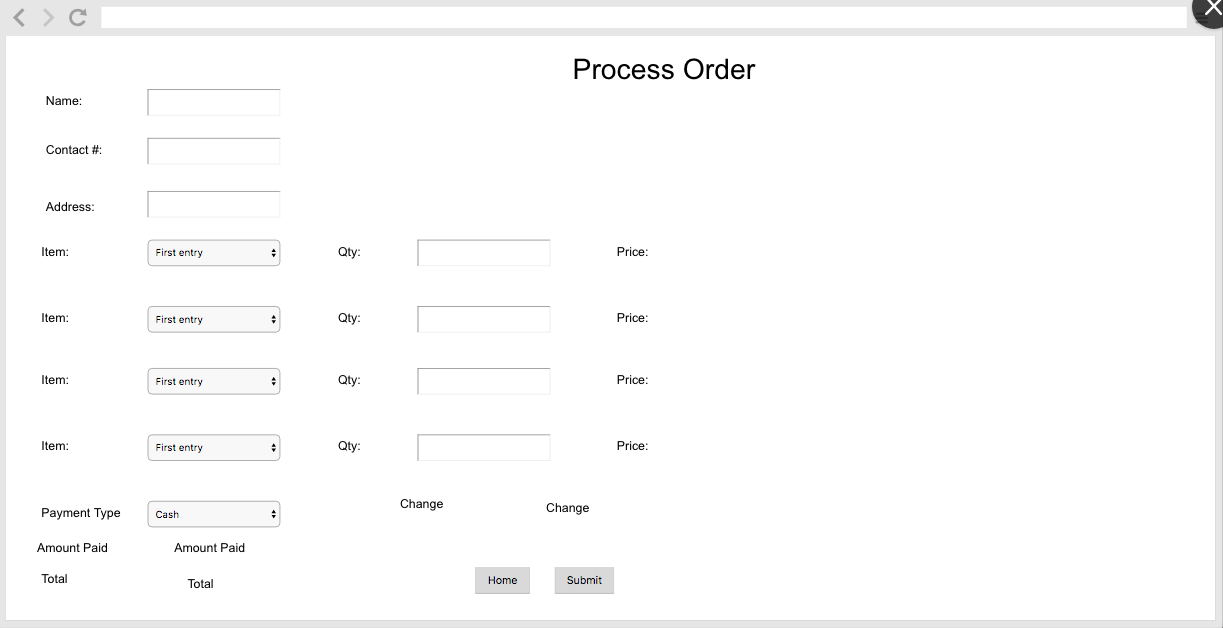 Process Order
Name:
Contact #:
Address:
Item: First entry Qty: Price:
Item: First entry Qty: Price:
Item: First entry Qty: Price:
Item: First entry Qty: Price:
Payment Type Cash Change Change
Amount Paid Amount Paid
Total Total Home Submit